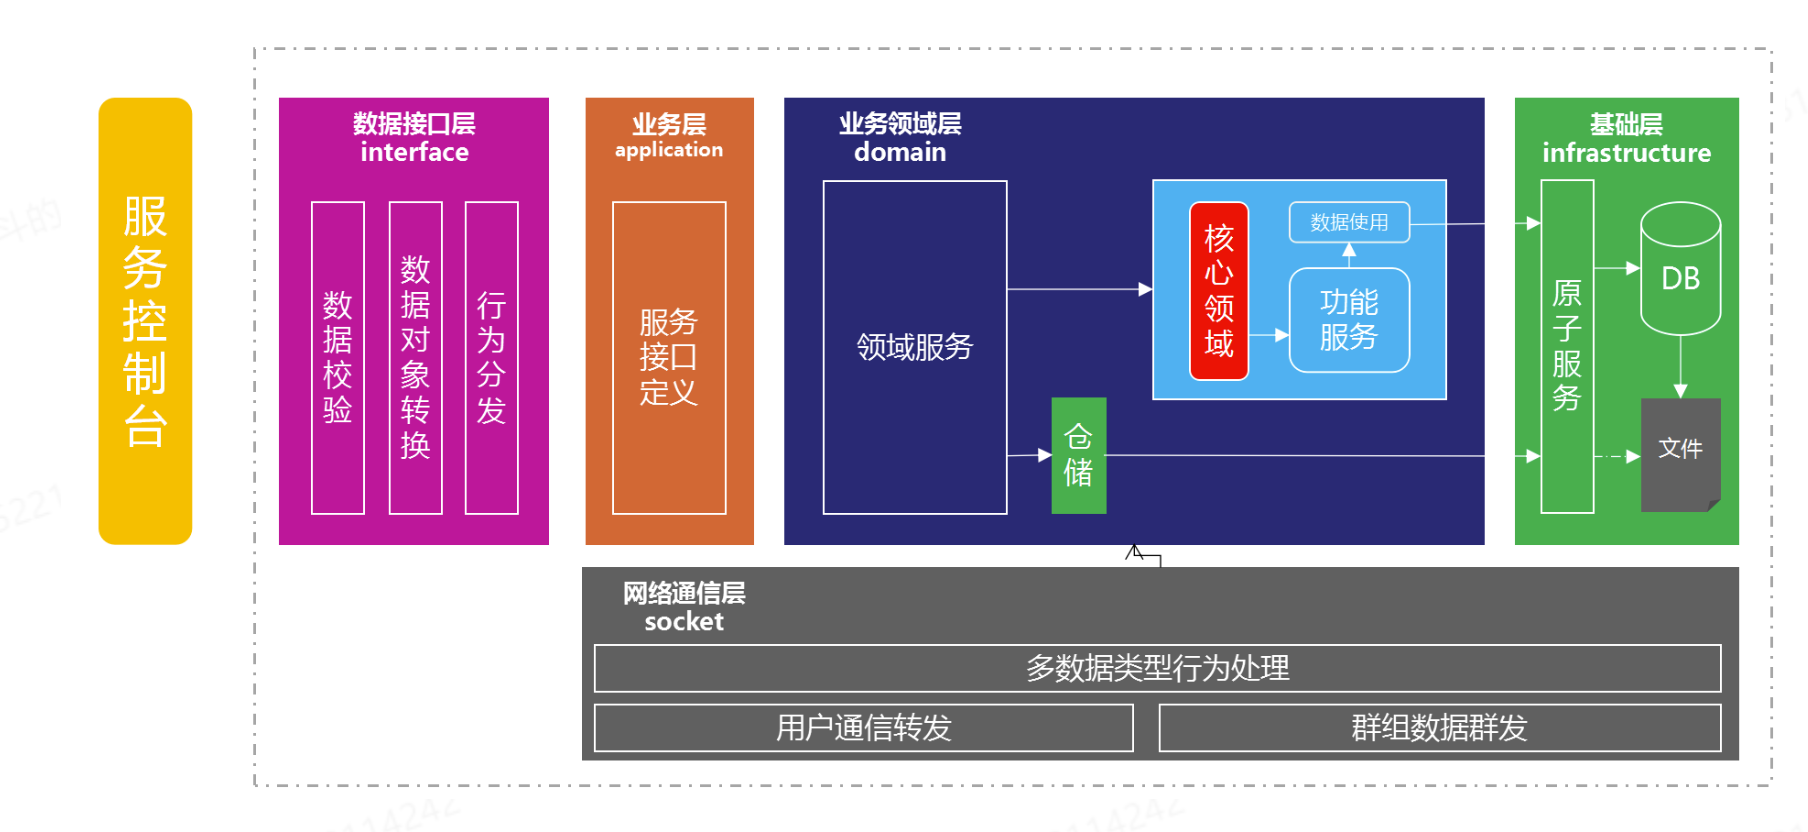 服务控制台
数据接口层
interface
数据校验
数据对象转换
行为分发
业务层
application
服务
接口
定义
业务领域层
domain
领域服务
核心领域
数据使用
功能
服务
仓储
基础层
infrastructure
原子服务
DB
文件
网络通信层
socket
多数据类型行为处理
用户通信转发
群组数据群发